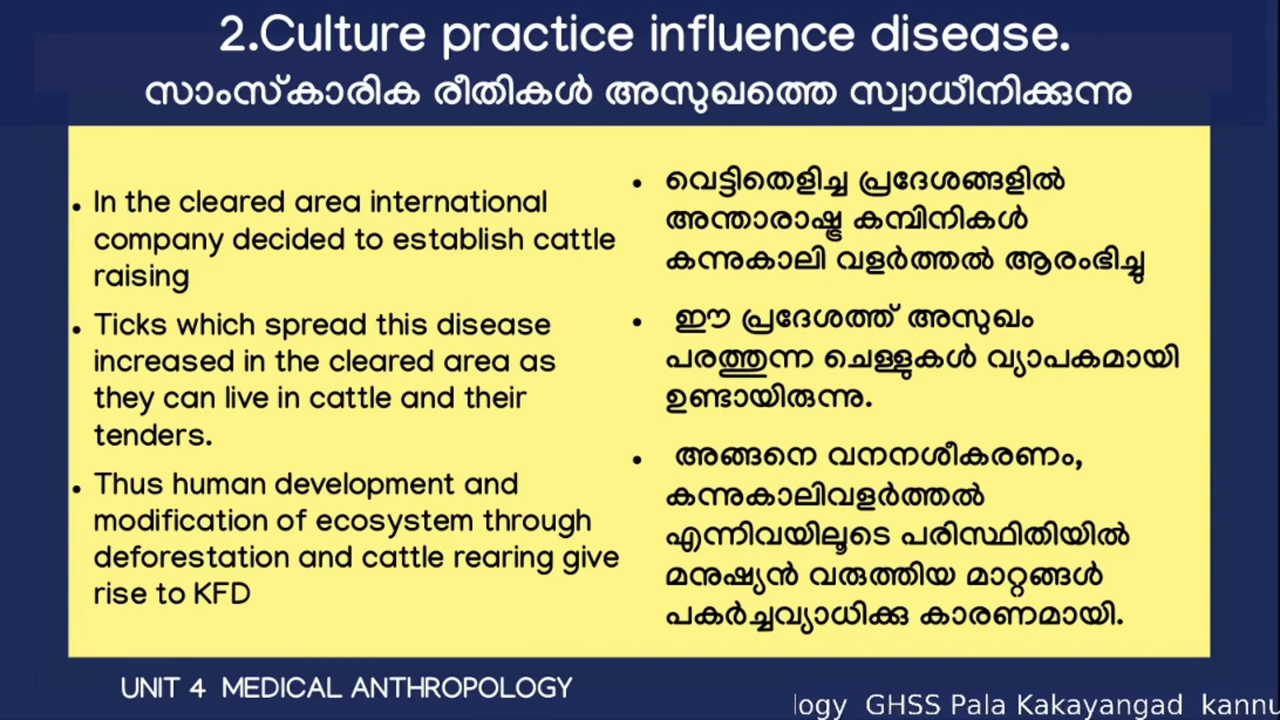 2.Culture practice influence disease.
സാംസ്കാരിക രീതികൾ അസുഖത്തെ സ്വാധീനിക്കുന്നു
• In the cleared area international
company decided to establish cattle
raising
• Ticks which spread this disease
increased in the cleared area as
they can live in cattle and their
tenders.
• Thus human development and
modification of ecosystem through
deforestation and cattle rearing give
rise to KFD
• വെട്ടിതെളിച്ച പ്രദേശങ്ങളിൽ
അന്താരാഷ്ട്ര കമ്പിനികൾ
കന്നുകാലി വളർത്തൽ ആരംഭിച്ചു
• ഈ പ്രദേശത്ത് അസുഖം
പരത്തുന്ന ചെള്ളുകൾ വ്യാപകമായി
ഉണ്ടായിരുന്നു.
• അങ്ങനെ വനനശീകരണം,
കന്നുകാലിവളർത്തൽ
എന്നിവയിലൂടെ പരിസ്ഥിതിയിൽ
മനുഷ്യൻ വരുത്തിയ മാറ്റങ്ങൾ
പകർച്ചവ്യാധിക്കു കാരണമായി.
UNIT 4 MEDICAL ANTHROPOLOGY
logy GHSS Pala Kakayangad kannu